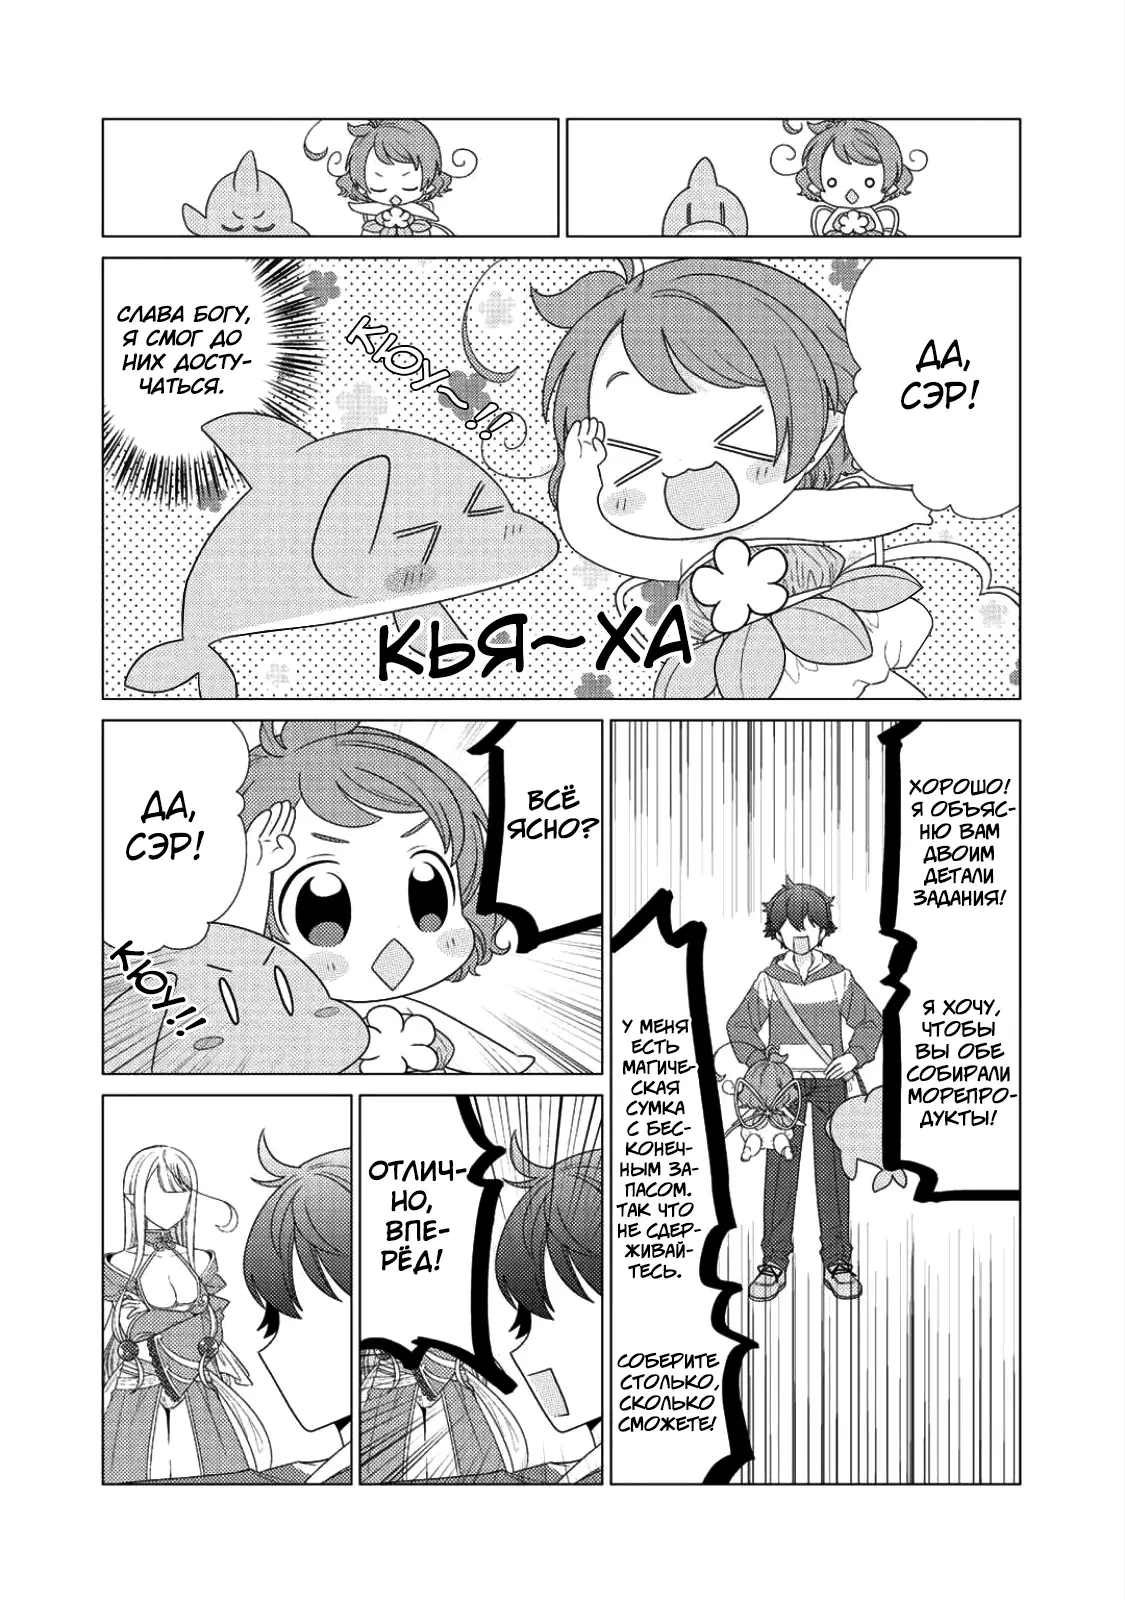 ДА,
СЭР!
КЮУ~!!
СЛАВА БОГУ,
Я СМОГ ДО
НИХ ДОСТУ-
ЧАТЬСЯ.
КЬЯ~ХА
ХОРОШО!
Я ОБЪЯС-
НЮ ВАМ
ДВОИМ
ДЕТАЛИ
ЗАДАНИЯ!
Я ХОЧУ,
ЧТОБЫ
ВЫ ОБЕ
СОБИРАЛИ
МОРЕПРО-
ДУКТЫ!
У МЕНЯ
ЕСТЬ
МАГИЧЕ-
СКАЯ
СУМКА
С БЕС-
КОНЕЧ-
НЫМ ЗА-
ПАСОМ.
ТАК ЧТО
НЕ СДЕР-
ЖИВАЙ-
ТЕСЬ.
СОБЕРИТЕ
СТОЛЬКО,
СКОЛЬКО
СМОЖЕТЕ!
ВСЁ
ЯСНО?
ДА,
СЭР!
КЮУ!!
ОТЛИЧ-
НО,
ВПЕ-
РЁД!